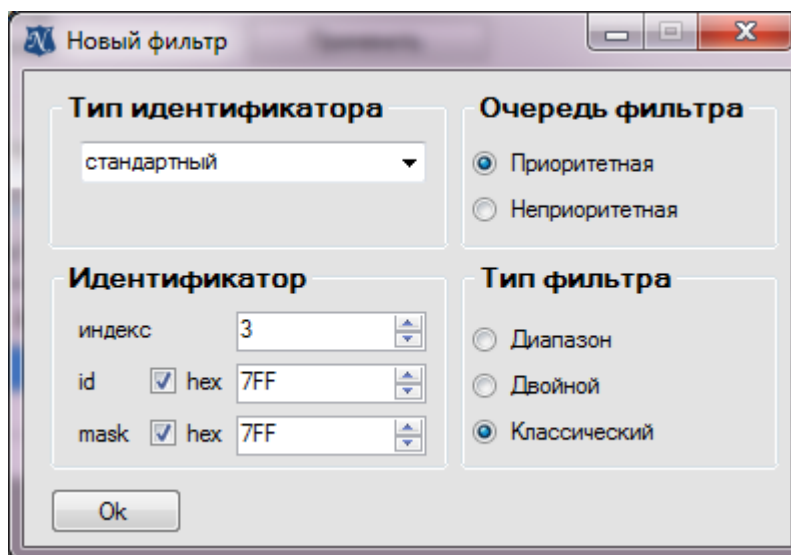 Новый фильтр
Тип идентификатора
стандартный
Очередь фильтра
Приоритетная
Неприоритетная
Идентификатор
индекс 3
id hex 7FF
mask hex 7FF
Тип фильтра
Диапазон
Двойной
Классический
Ok